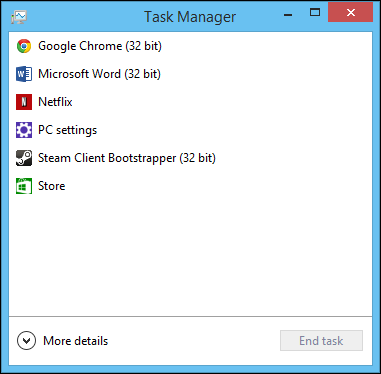 Task Manager
Google Chrome (32 bit)
Microsoft Word (32 bit)
Netflix
PC settings
Steam Client Bootstrapper (32 bit)
Store
More details
End task